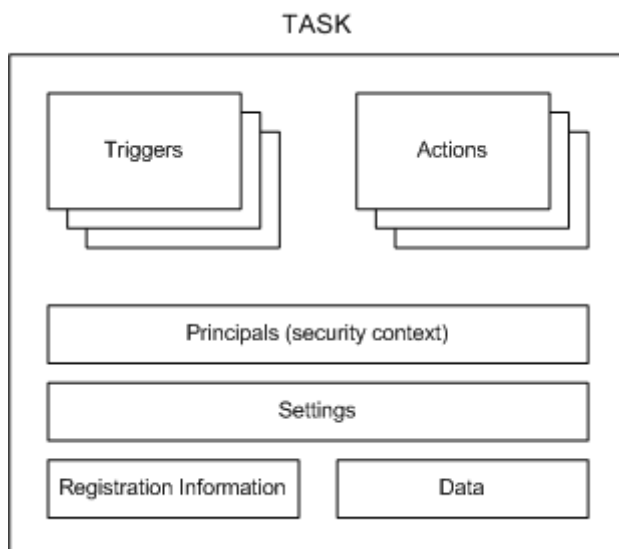 TASK
Triggers
Actions
Principals (security context)
Settings
Registration Information
Data